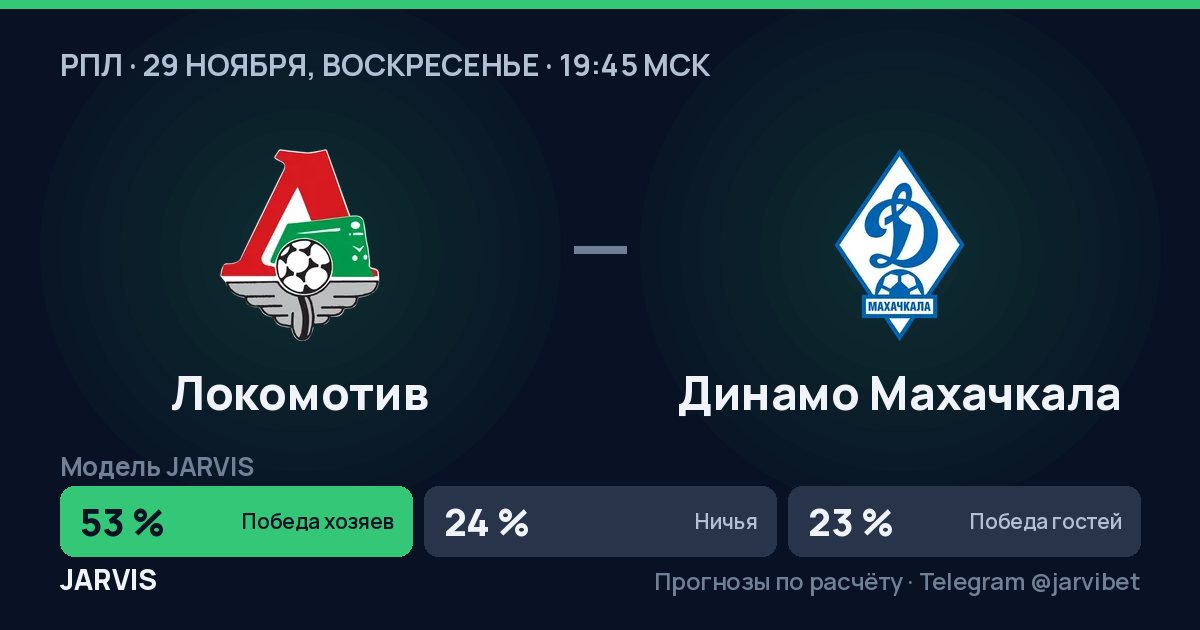 РПЛ · 29 НОЯБРЯ, ВОСКРЕСЕНЬЕ · 19:45 МСК
МАХАЧКАЛА
Локомотив
Динамо Махачкала
Модель JARVIS
53 % Победа хозяев
24 % Ничья
23 % Победа гостей
JARVIS
Прогнозы по расчёту · Telegram @jarvibet